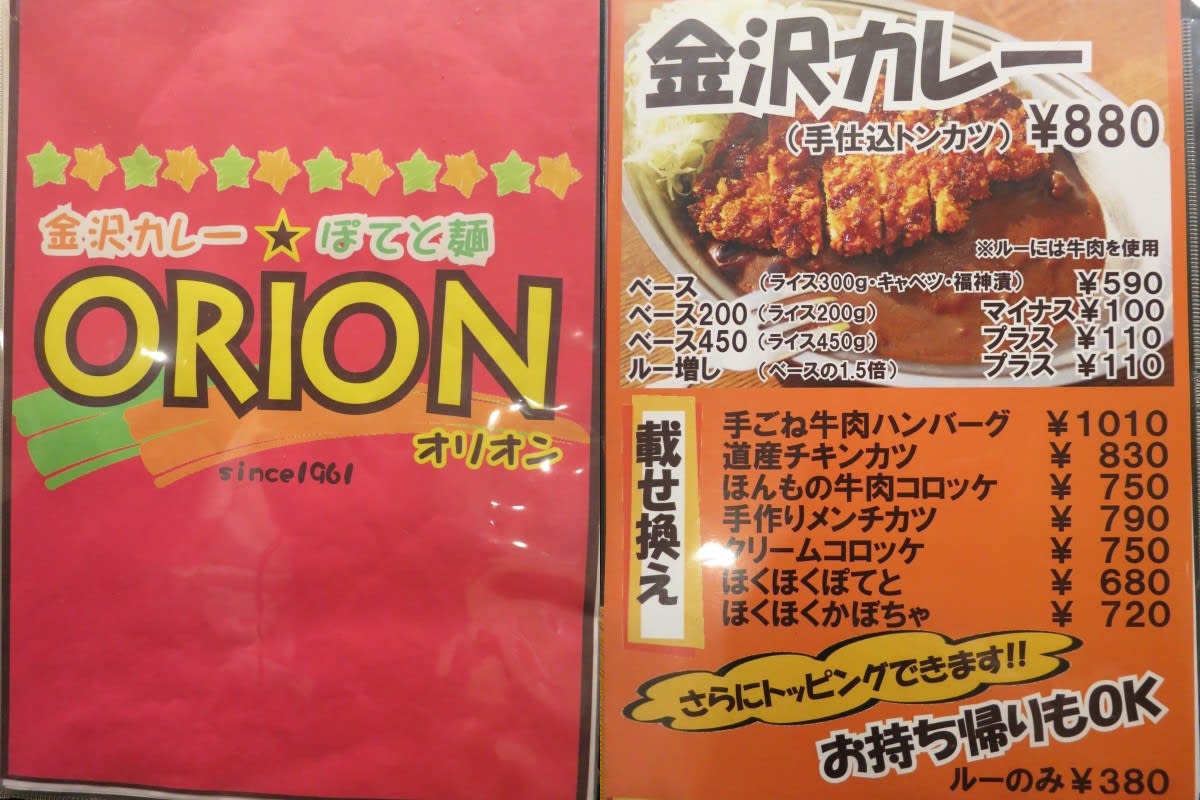 金沢カレー★ぽてと麺
ORION
オリオン
since1961
金沢カレー
(手仕込トンカツ) ¥880
※ルーには牛肉を使用
ベース (ライス300g・キャベツ・福神漬) ¥590
ベース200 (ライス200g) マイナス¥100
ベース450 (ライス450g) プラス ¥110
ルー増し (ベースの1.5倍) プラス ¥110
載せ換え
手ごね牛肉ハンバーグ ¥1010
道産チキンカツ ¥830
ほんもの牛肉コロッケ ¥750
手作りメンチカツ ¥790
クリームコロッケ ¥750
ほくほくぽてと ¥680
ほくほくかぼちゃ ¥720
さらにトッピングできます!!
お持ち帰りもOK
ルーのみ¥380